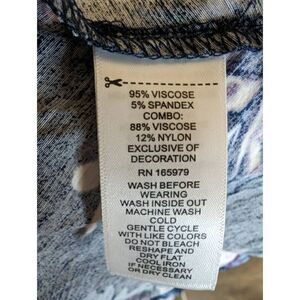 95% VISCOSE
5% SPANDEX
COMBO:
88% VISCOSE
12% NYLON
EXCLUSIVE OF
DECORATION
RN 165979
WASH BEFORE
WEARING
WASH INSIDE OUT
MACHINE WASH
COLD
GENTLE CYCLE
WITH LIKE COLORS
DO NOT BLEACH
RESHAPE AND
DRY FLAT
COOL IRON
IF NECESSARY
OR DRY CLEAN